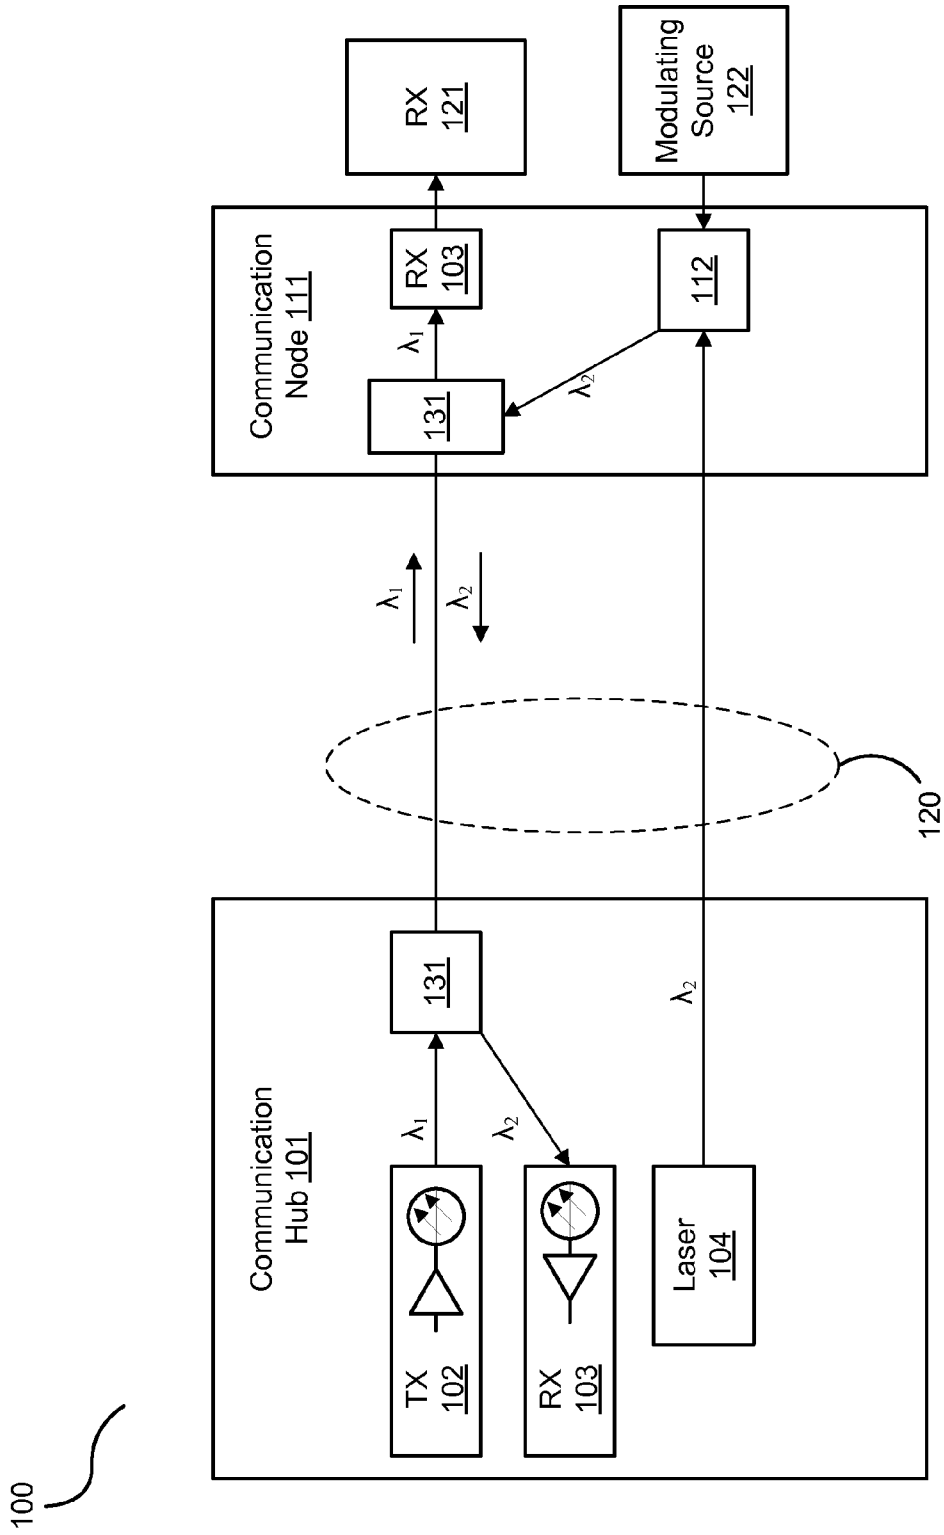 100
Communication
Hub 101
TX
102
λ1
131
RX
103
λ2
Laser
104
λ2
λ1
λ2
120
Communication
Node 111
131
λ1
RX
103
λ2
112
RX
121
Modulating
Source
122